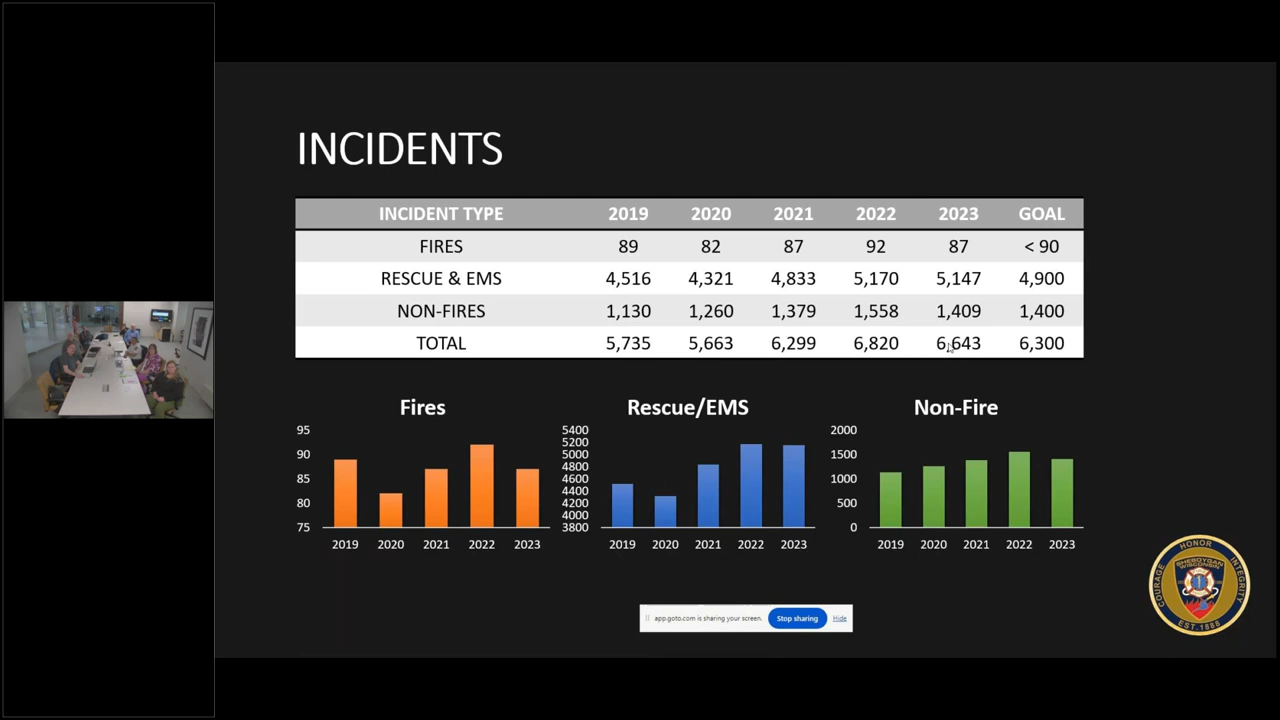 INCIDENTS
INCIDENT TYPE 2019 2020 2021 2022 2023 GOAL
FIRES 89 82 87 92 87 < 90
RESCUE & EMS 4,516 4,321 4,833 5,170 5,147 4,900
NON-FIRES 1,130 1,260 1,379 1,558 1,409 1,400
TOTAL 5,735 5,663 6,299 6,820 6,643 6,300
Fires
95
90
85
80
75
2019 2020 2021 2022 2023
Rescue/EMS
5400
5200
5000
4800
4600
4400
4200
4000
3800
2019 2020 2021 2022 2023
Non-Fire
2000
1500
1000
500
0
2019 2020 2021 2022 2023
COURAGE HONOR INTEGRITY
SHEBOYGAN
WISCONSIN
EST. 1888
app.goto.com is sharing your screen. Stop sharing Hide